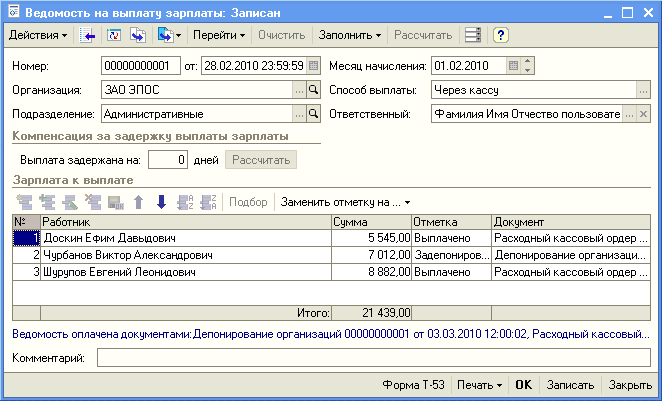 Ведомость на выплату зарплаты: Записан
Действия Перейти Очистить Заполнить Рассчитать ?
Номер: 00000000001 от: 28.02.2010 23:59:59 Месяц начисления: 01.02.2010
Организация: ЗАО ЭПОС ... Способ выплаты: Через кассу ...
Подразделение: Административные ... Ответственный: Фамилия Имя Отчество пользовате ...
Компенсация за задержку выплаты зарплаты
Выплата задержана на: 0 дней Рассчитать
Зарплата к выплате
Подбор Заменить отметку на ...
№ Работник Сумма Отметка Документ
1 Доскин Ефим Давыдович 5 545,00 Выплачено Расходный кассовый ордер ...
2 Чурбанов Виктор Александрович 7 012,00 Задепониров... Депонирование организаци...
3 Шурупов Евгений Леонидович 8 882,00 Выплачено Расходный кассовый ордер ...
Итого: 21 439,00
Ведомость оплачена документами:Депонирование организаций 00000000001 от 03.03.2010 12:00:02, Расходный кассовый...
Комментарий:
Форма Т-53 Печать OK Записать Закрыть